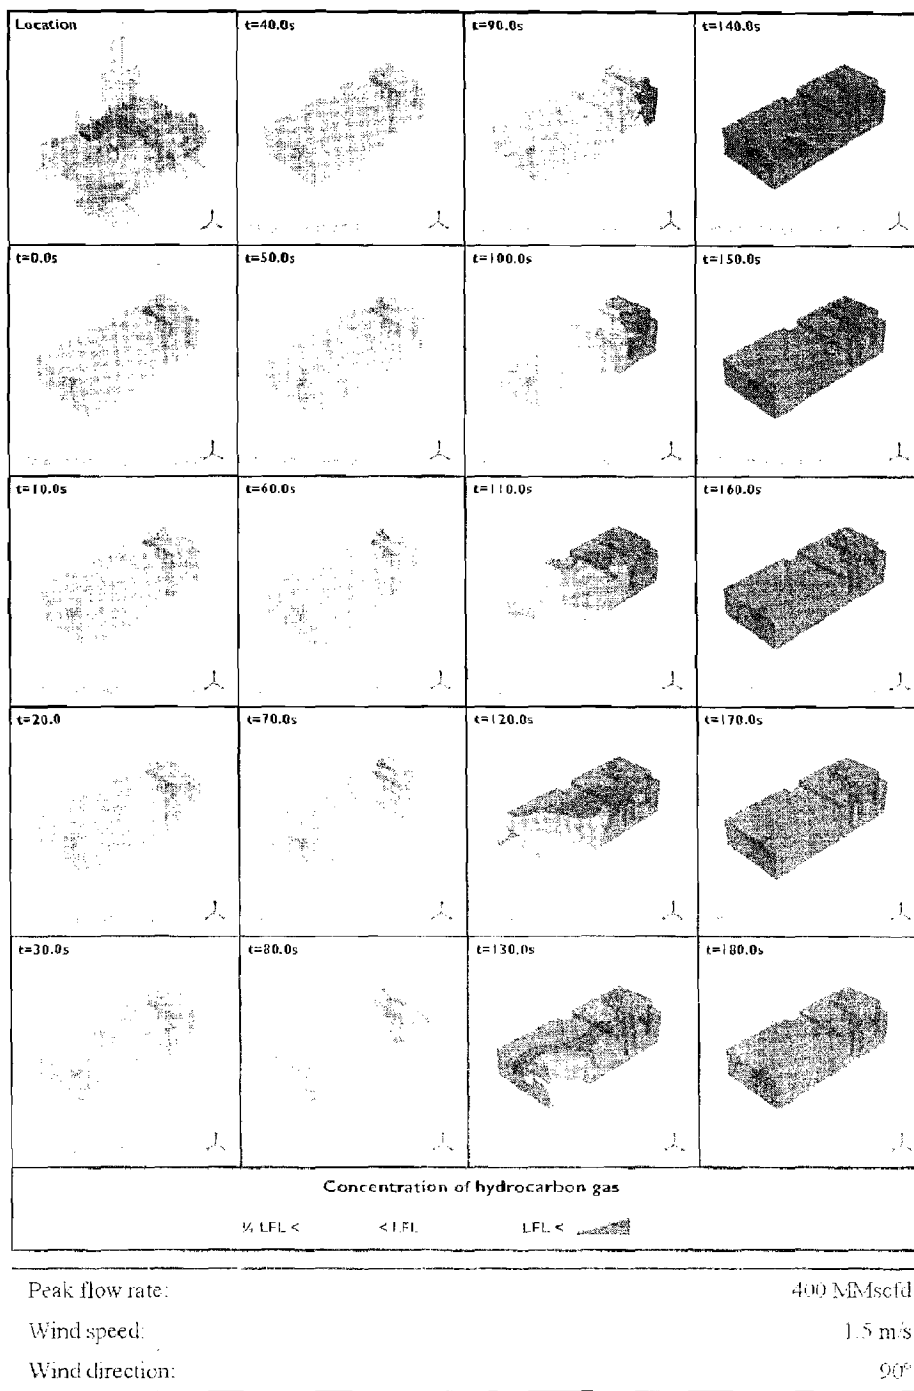 Location t=40.0s t=90.0s t=140.0s
t=0.0s t=50.0s t=100.0s t=150.0s
t=10.0s t=60.0s t=110.0s t=160.0s
t=20.0 t=70.0s t=120.0s t=170.0s
t=30.0s t=80.0s t=130.0s t=180.0s
Concentration of hydrocarbon gas
LFL < < LFL LFL <
Peak flow rate: 400 MMscfd
Wind speed: 1.5 m/s
Wind direction: 90°